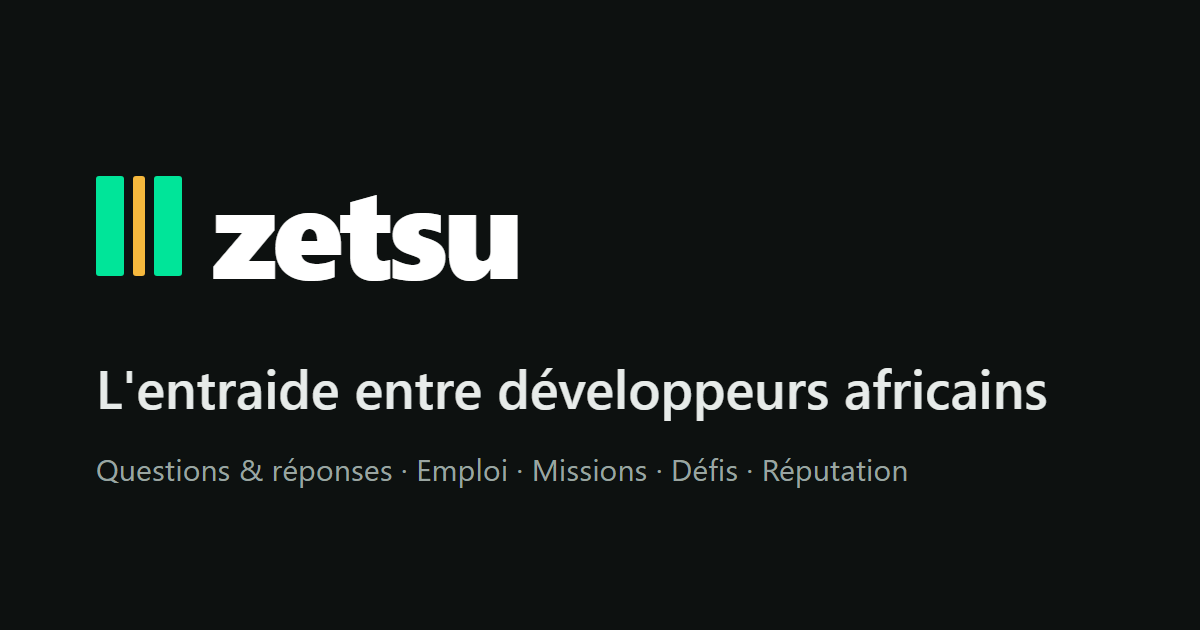 zetsu
L'entraide entre développeurs africains
Questions & réponses · Emploi · Missions · Défis · Réputation